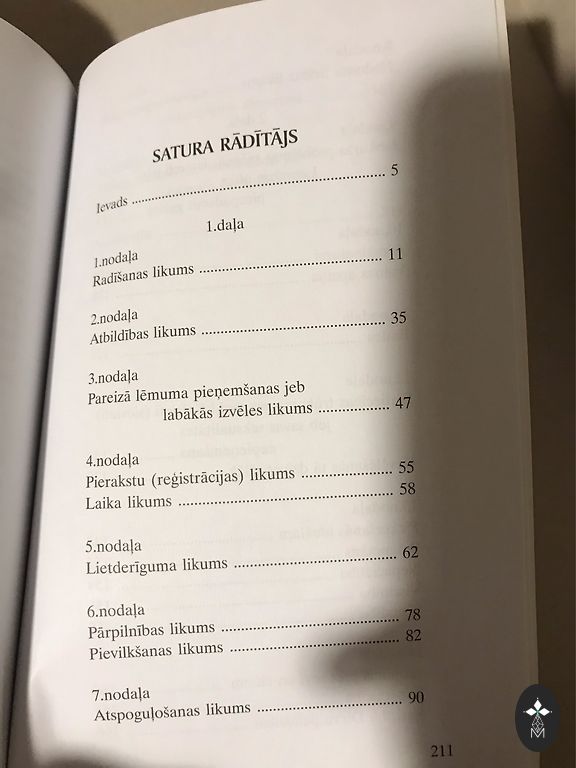 SATURA RĀDĪTĀJS
Ievads ........................................................ 5
1.daļa
1.nodaļa
Radīšanas likums ........................................ 11
2.nodaļa
Atbildības likums ........................................ 35
3.nodaļa
Pareizā lēmuma pieņemšanas jeb
labākās izvēles likums ................ 47
4.nodaļa
Pierakstu (reģistrācijas) likums .................... 55
Laika likums ................................................ 58
5.nodaļa
Lietderīguma likums .................................... 62
6.nodaļa
Pārpilnības likums ........................................ 78
Pievilkšanas likums ...................................... 82
7.nodaļa
Atspoguļošanas likums ................................ 90
211
M